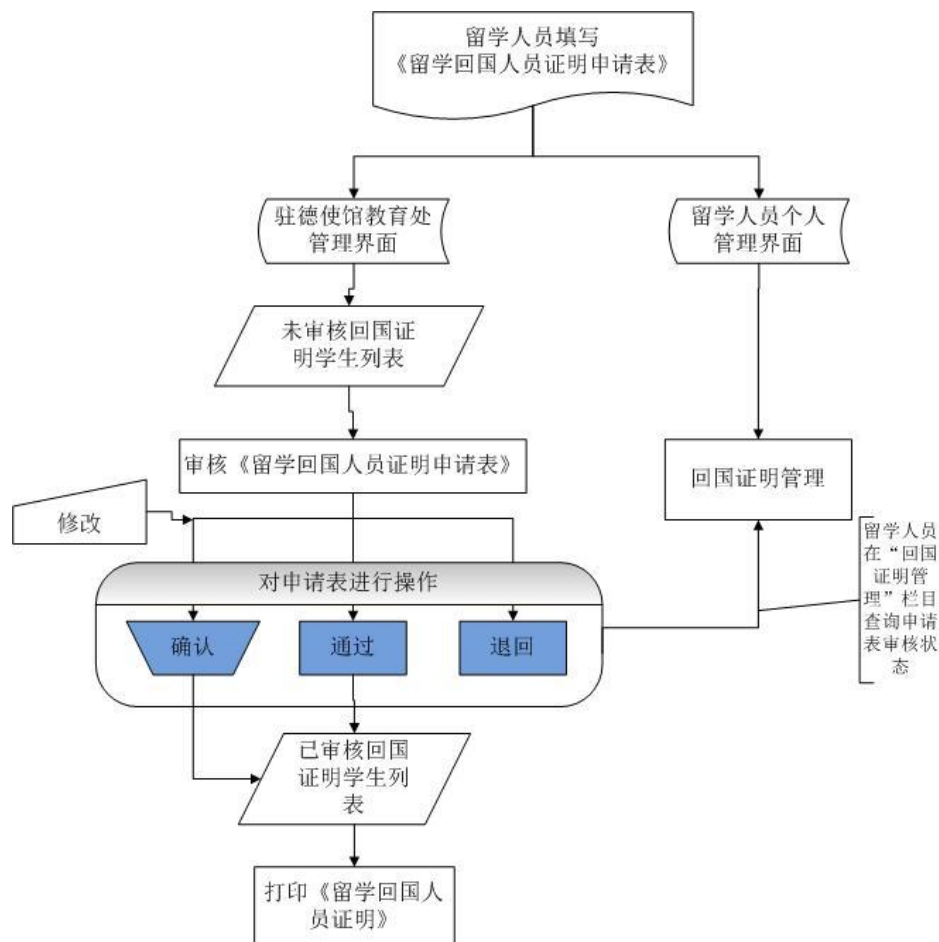 留学人员填写
《留学回国人员证明申请表》
驻德使馆教育处
管理界面
留学人员个人
管理界面
未审核回国证
明学生列表
审核《留学回国人员证明申请表》
回国证明管理
修改
留学人员
在“回国
证明管
理”栏目
查询申请
表审核状
态
对申请表进行操作
确认
通过
退回
已审核回国
证明学生列
表
打印《留学回国人
员证明》